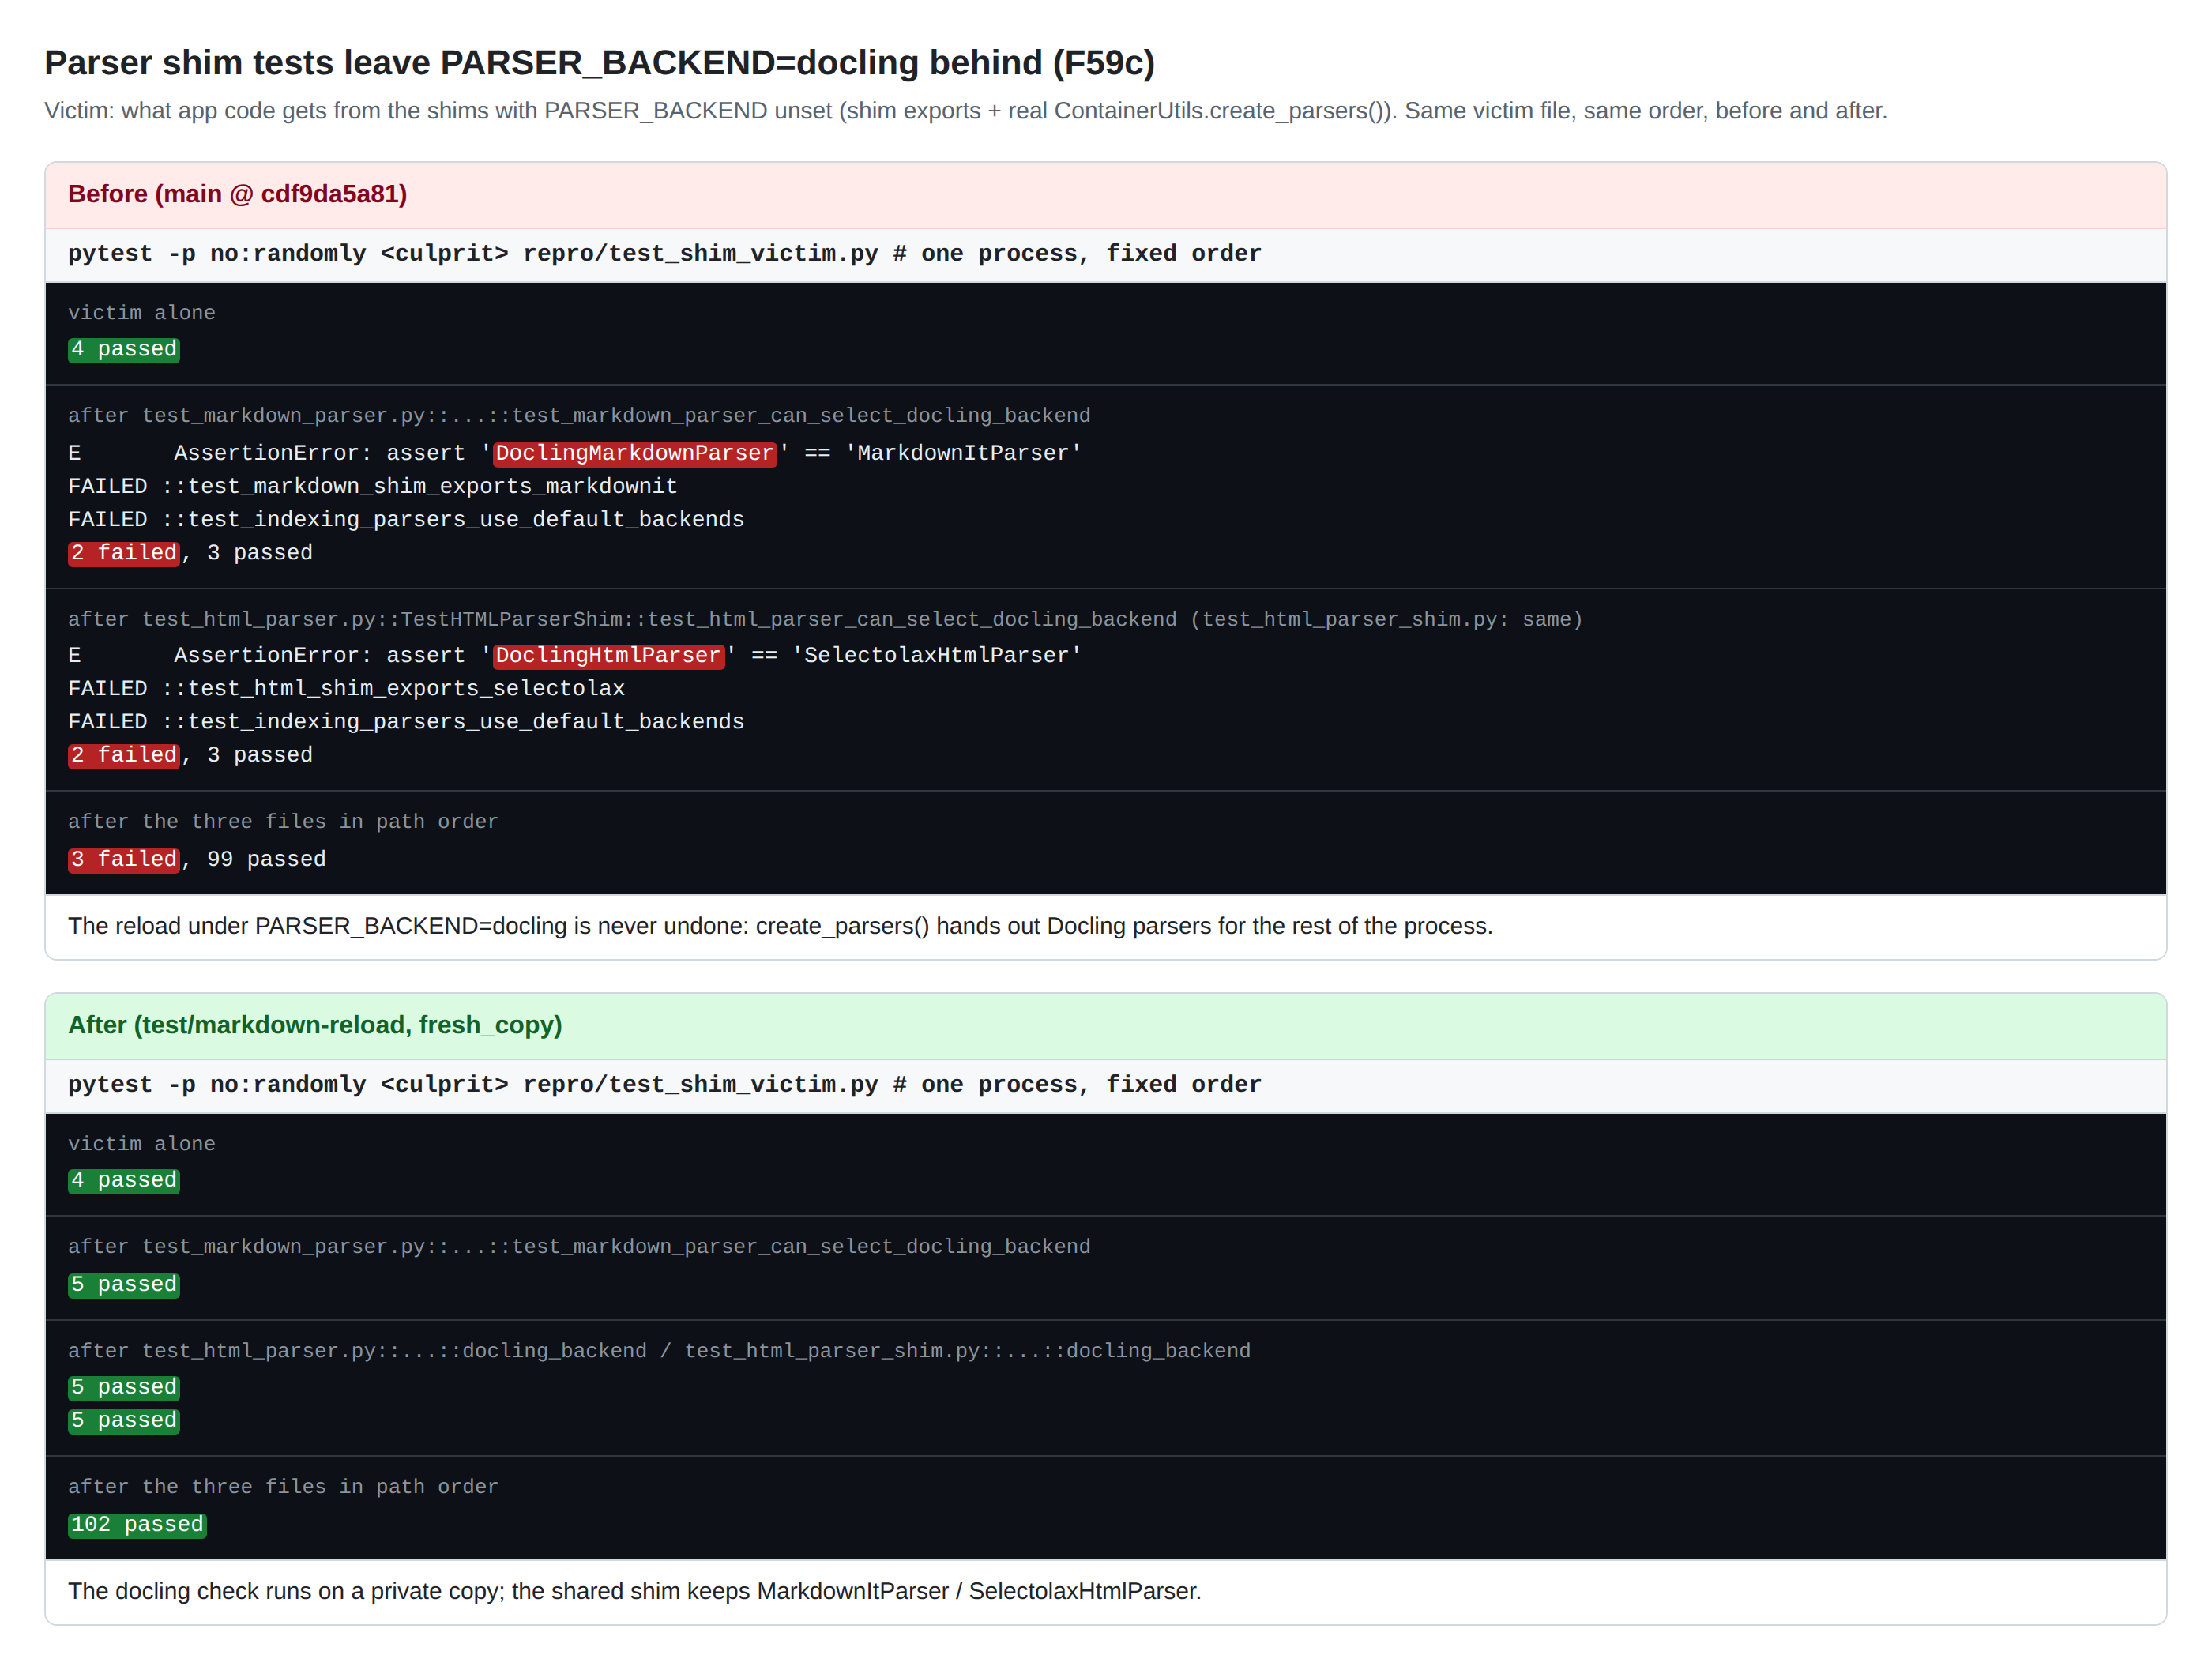 Parser shim tests leave PARSER_BACKEND=docling behind (F59c)
Victim: what app code gets from the shims with PARSER_BACKEND unset (shim exports + real ContainerUtils.create_parsers()). Same victim file, same order, before and after.
Before (main @ cdf9da5a81)
pytest -p no:randomly <culprit> repro/test_shim_victim.py # one process, fixed order
victim alone
4 passed
after test_markdown_parser.py::...::test_markdown_parser_can_select_docling_backend
E       AssertionError: assert 'DoclingMarkdownParser' == 'MarkdownItParser'
FAILED ::test_markdown_shim_exports_markdownit
FAILED ::test_indexing_parsers_use_default_backends
2 failed, 3 passed
after test_html_parser.py::TestHTMLParserShim::test_html_parser_can_select_docling_backend (test_html_parser_shim.py: same)
E       AssertionError: assert 'DoclingHtmlParser' == 'SelectolaxHtmlParser'
FAILED ::test_html_shim_exports_selectolax
FAILED ::test_indexing_parsers_use_default_backends
2 failed, 3 passed
after the three files in path order
3 failed, 99 passed
The reload under PARSER_BACKEND=docling is never undone: create_parsers() hands out Docling parsers for the rest of the process.
After (test/markdown-reload, fresh_copy)
pytest -p no:randomly <culprit> repro/test_shim_victim.py # one process, fixed order
victim alone
4 passed
after test_markdown_parser.py::...::test_markdown_parser_can_select_docling_backend
5 passed
after test_html_parser.py::...::docling_backend / test_html_parser_shim.py::...::docling_backend
5 passed
5 passed
after the three files in path order
102 passed
The docling check runs on a private copy; the shared shim keeps MarkdownItParser / SelectolaxHtmlParser.